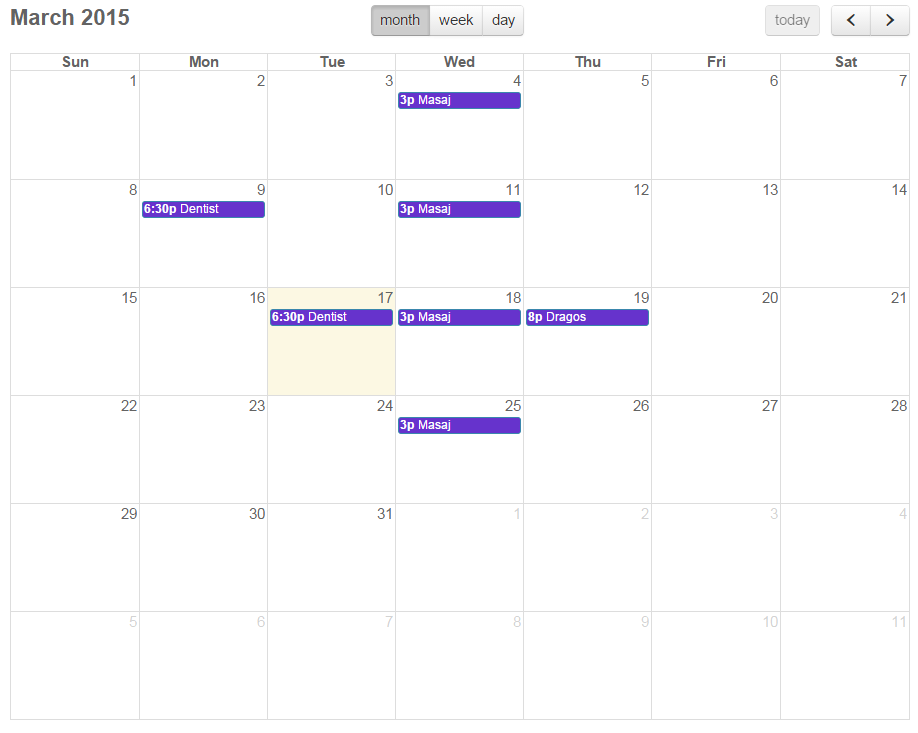 March 2015 month week day today
Sun Mon Tue Wed Thu Fri Sat
1 2 3 4 5 6 7
3p Masaj
8 9 10 11 12 13 14
6:30p Dentist 3p Masaj
15 16 17 18 19 20 21
6:30p Dentist 3p Masaj 8p Dragos
22 23 24 25 26 27 28
3p Masaj
29 30 31 1 2 3 4
5 6 7 8 9 10 11